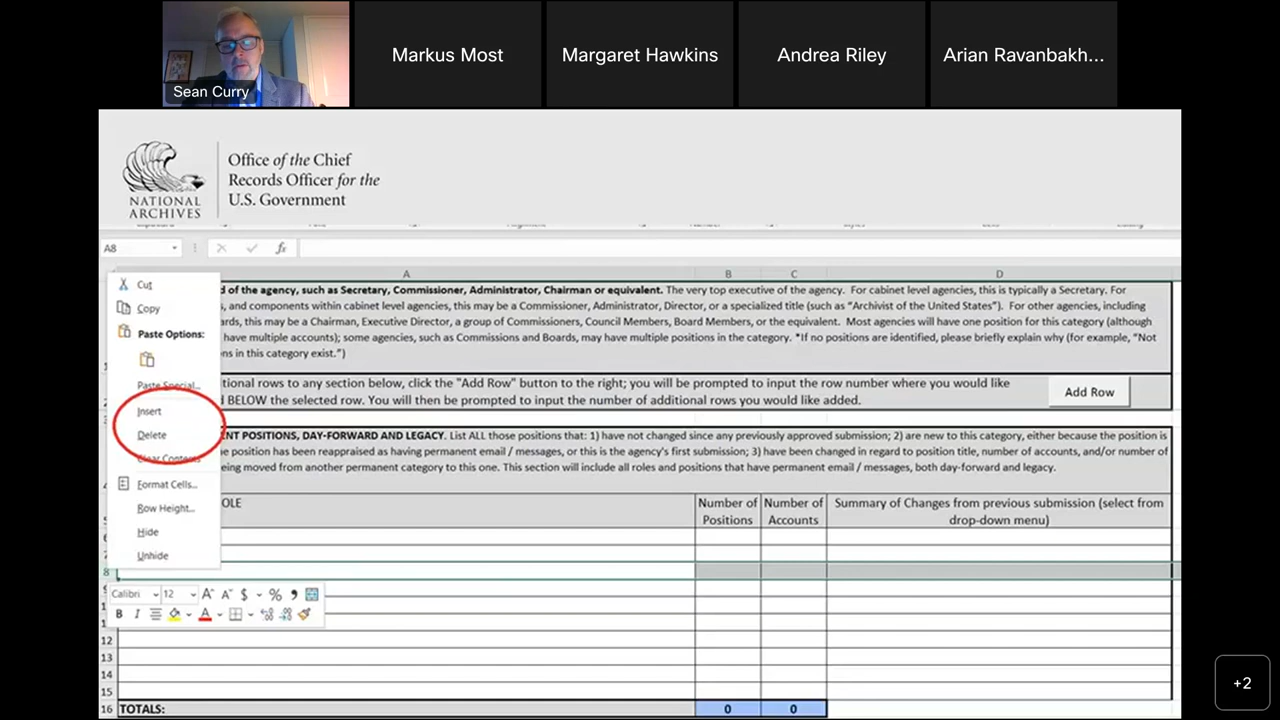 Sean Curry
Markus Most
Margaret Hawkins
Andrea Riley
Arian Ravanbakh...
NATIONAL
ARCHIVES
Office of the Chief
Records Officer for the
U.S. Government
A8
fx
A B C D
d of the agency, such as Secretary, Commissioner, Administrator, Chairman or equivalent. The very top executive of the agency. For cabinet level agencies, this is typically a Secretary. For
, and components within cabinet level agencies, this may be a Commissioner, Administrator, Director, or a specialized title (such as “Archivist of the United States”). For other agencies, including
rds, this may be a Chairman, Executive Director, a group of Commissioners, Council Members, Board Members, or the equivalent. Most agencies will have one position for this category (although
have multiple accounts); some agencies, such as Commissions and Boards, may have multiple positions in the category. *If no positions are identified, please briefly explain why (for example, “Not
ns in this category exist.”)
Cut
Copy
Paste Options:
Paste Special...
Insert
Delete
Clear Contents
Format Cells...
Row Height...
Hide
Unhide
tional rows to any section below, click the "Add Row" button to the right; you will be prompted to input the row number where you would like
d BELOW the selected row. You will then be prompted to input the number of additional rows you would like added.
Add Row
NT POSITIONS, DAY-FORWARD AND LEGACY. List ALL those positions that: 1) have not changed since any previously approved submission; 2) are new to this category, either because the position is
he position has been reappraised as having permanent email / messages, or this is the agency's first submission; 3) have been changed in regard to position title, number of accounts, and/or number of
eing moved from another permanent category to this one. This section will include all roles and positions that have permanent email / messages, both day-forward and legacy.
OLE
Number of
Positions
Number of
Accounts
Summary of Changes from previous submission (select from
drop-down menu)
8
Calibri 12 A A $ % ,
B I A
12
13
14
15
16 TOTALS: 0 0
+2